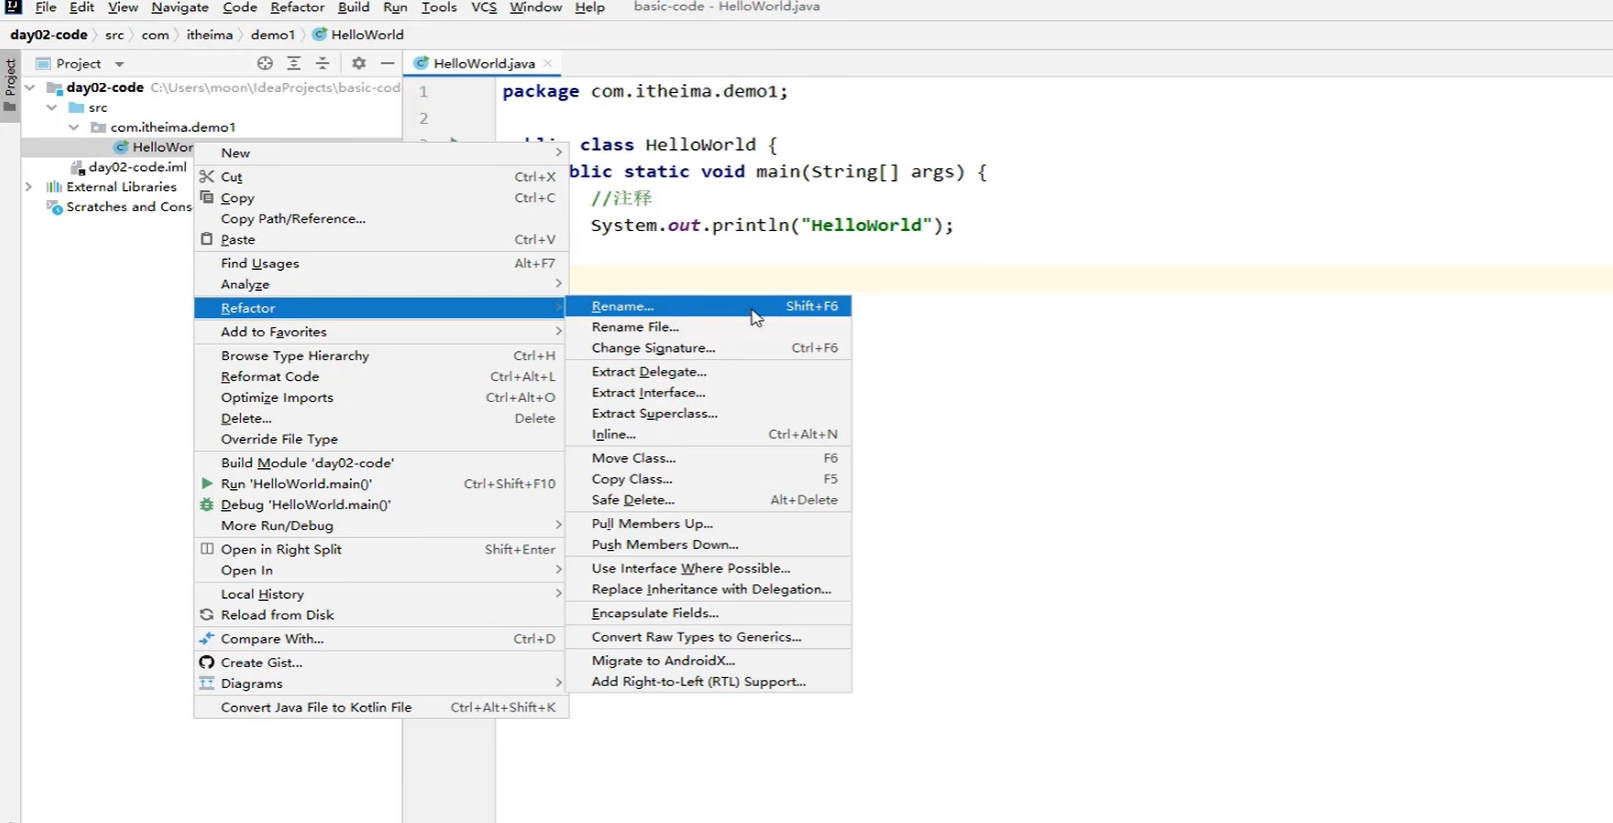 File Edit View Navigate Code Refactor Build Run Tools VCS Window Help basic-code - HelloWorld.java
day02-code src com itheima demo1 HelloWorld
Project
Project
HelloWorld.java
day02-code C:\Users\moon\IdeaProjects\basic-cod
src
com.itheima.demo1
HelloWor
day02-code.iml
External Libraries
Scratches and Cons
1 package com.itheima.demo1;
2
class HelloWorld {
blic static void main(String[] args) {
//注释
System.out.println("HelloWorld");
New
Cut Ctrl+X
Copy Ctrl+C
Copy Path/Reference...
Paste Ctrl+V
Find Usages Alt+F7
Analyze
Refactor
Add to Favorites
Browse Type Hierarchy Ctrl+H
Reformat Code Ctrl+Alt+L
Optimize Imports Ctrl+Alt+O
Delete... Delete
Override File Type
Build Module 'day02-code'
Run 'HelloWorld.main()' Ctrl+Shift+F10
Debug 'HelloWorld.main()'
More Run/Debug
Open in Right Split Shift+Enter
Open In
Local History
Reload from Disk
Compare With... Ctrl+D
Create Gist...
Diagrams
Convert Java File to Kotlin File Ctrl+Alt+Shift+K
Rename... Shift+F6
Rename File...
Change Signature... Ctrl+F6
Extract Delegate...
Extract Interface...
Extract Superclass...
Inline... Ctrl+Alt+N
Move Class... F6
Copy Class... F5
Safe Delete... Alt+Delete
Pull Members Up...
Push Members Down...
Use Interface Where Possible...
Replace Inheritance with Delegation...
Encapsulate Fields...
Convert Raw Types to Generics...
Migrate to AndroidX...
Add Right-to-Left (RTL) Support...